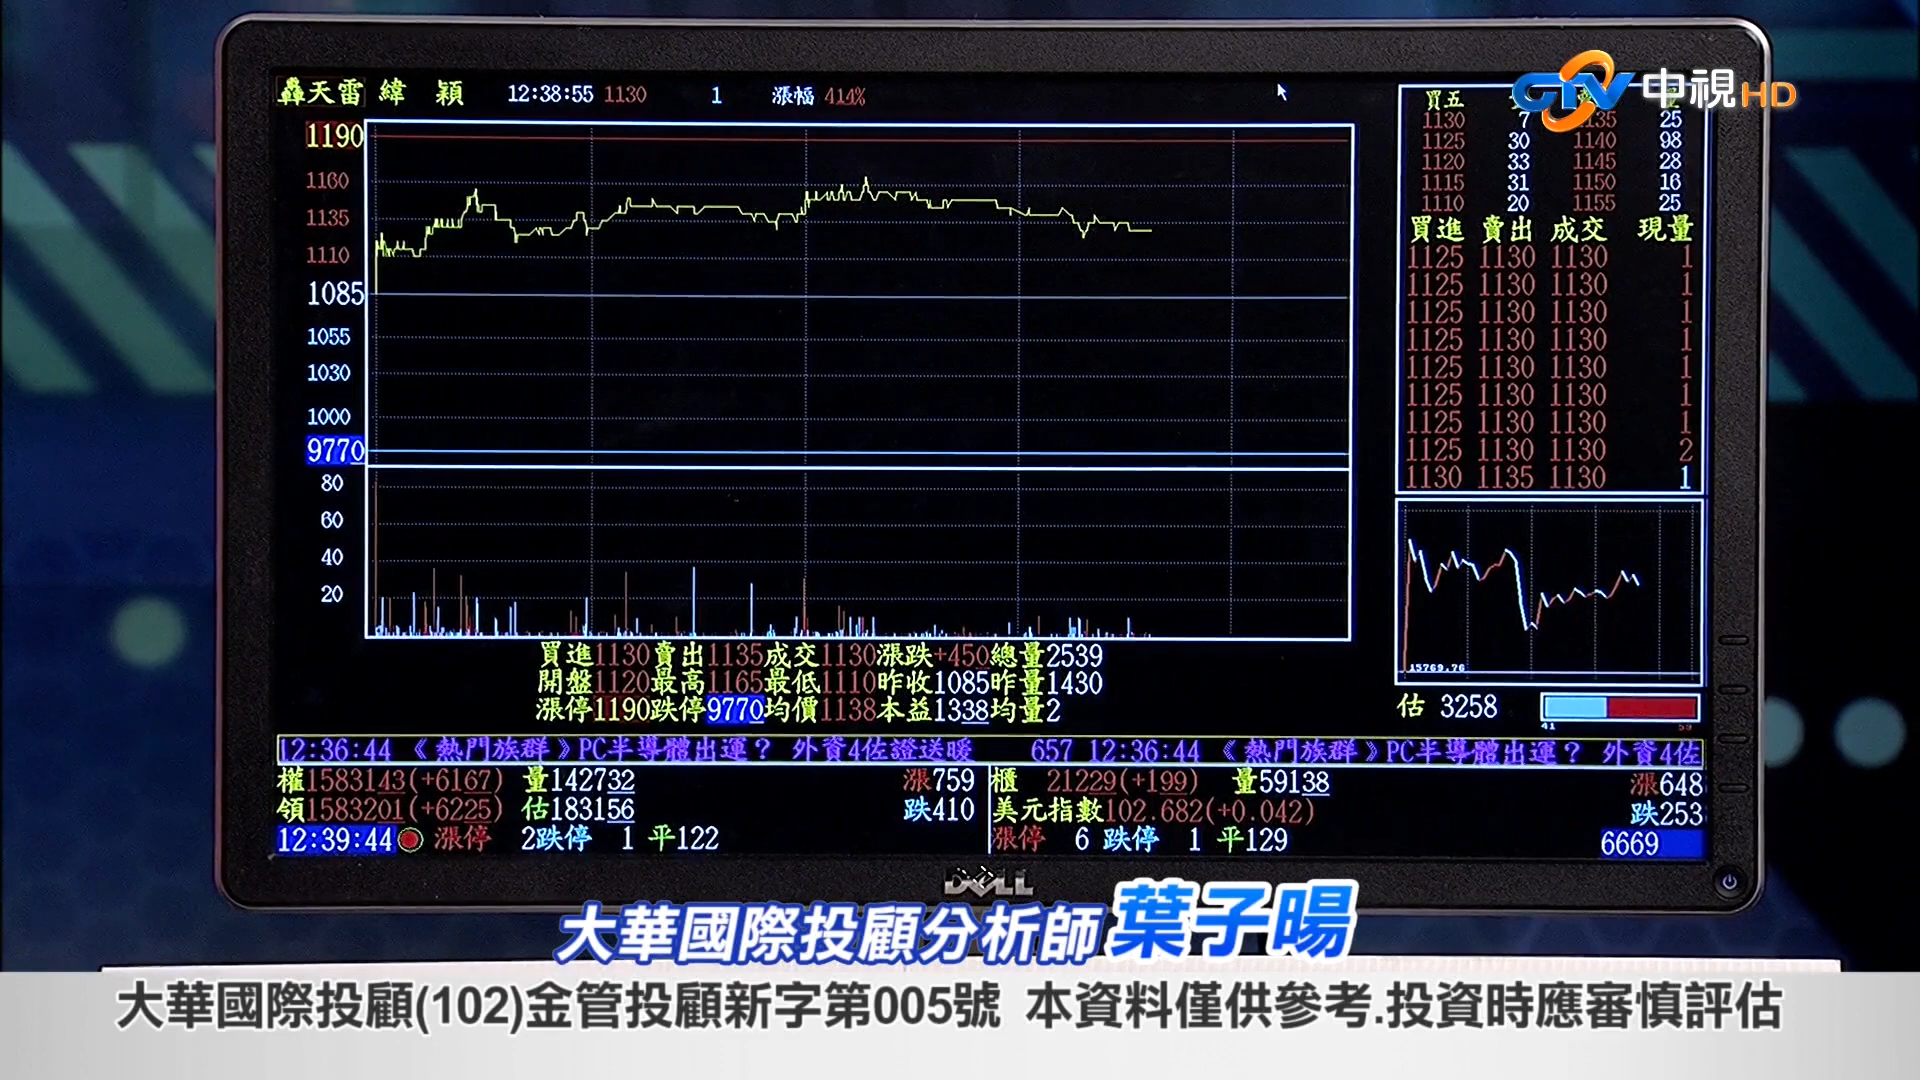 轟天雷 緯 穎 12:38:55 1130 1 漲幅 414%
CTV 中視HD
1190
1160
1135
1110
1085
1055
1030
1000
9770
80
60
40
20
買五
1130 7 1135 25
1125 30 1140 98
1120 33 1145 28
1115 31 1150 16
1110 20 1155 25
買進 賣出 成交 現量
1125 1130 1130 1
1125 1130 1130 1
1125 1130 1130 1
1125 1130 1130 1
1125 1130 1130 1
1125 1130 1130 1
1125 1130 1130 1
1125 1130 1130 2
1130 1135 1130 1
15769.76
估 3258
41 59
買進1130賣出1135成交1130漲跌+450總量2539
開盤1120最高1165最低1110昨收1085昨量1430
漲停1190跌停9770均價1138本益1338均量2
12:36:44《熱門族群》PC半導體出運？ 外資4佐證送暖 657 12:36:44《熱門族群》PC半導體出運？ 外資4佐
權1583143(+6167) 量142732 漲759 櫃 21229(+199) 量59138 漲648
領1583201(+6225) 估183156 跌410 美元指數102.682(+0.042) 跌253
12:39:44 漲停 2跌停 1 平122 漲停 6 跌停 1 平129 6669
DELL
大華國際投顧分析師 葉子暘
大華國際投顧(102)金管投顧新字第005號 本資料僅供參考.投資時應審慎評估